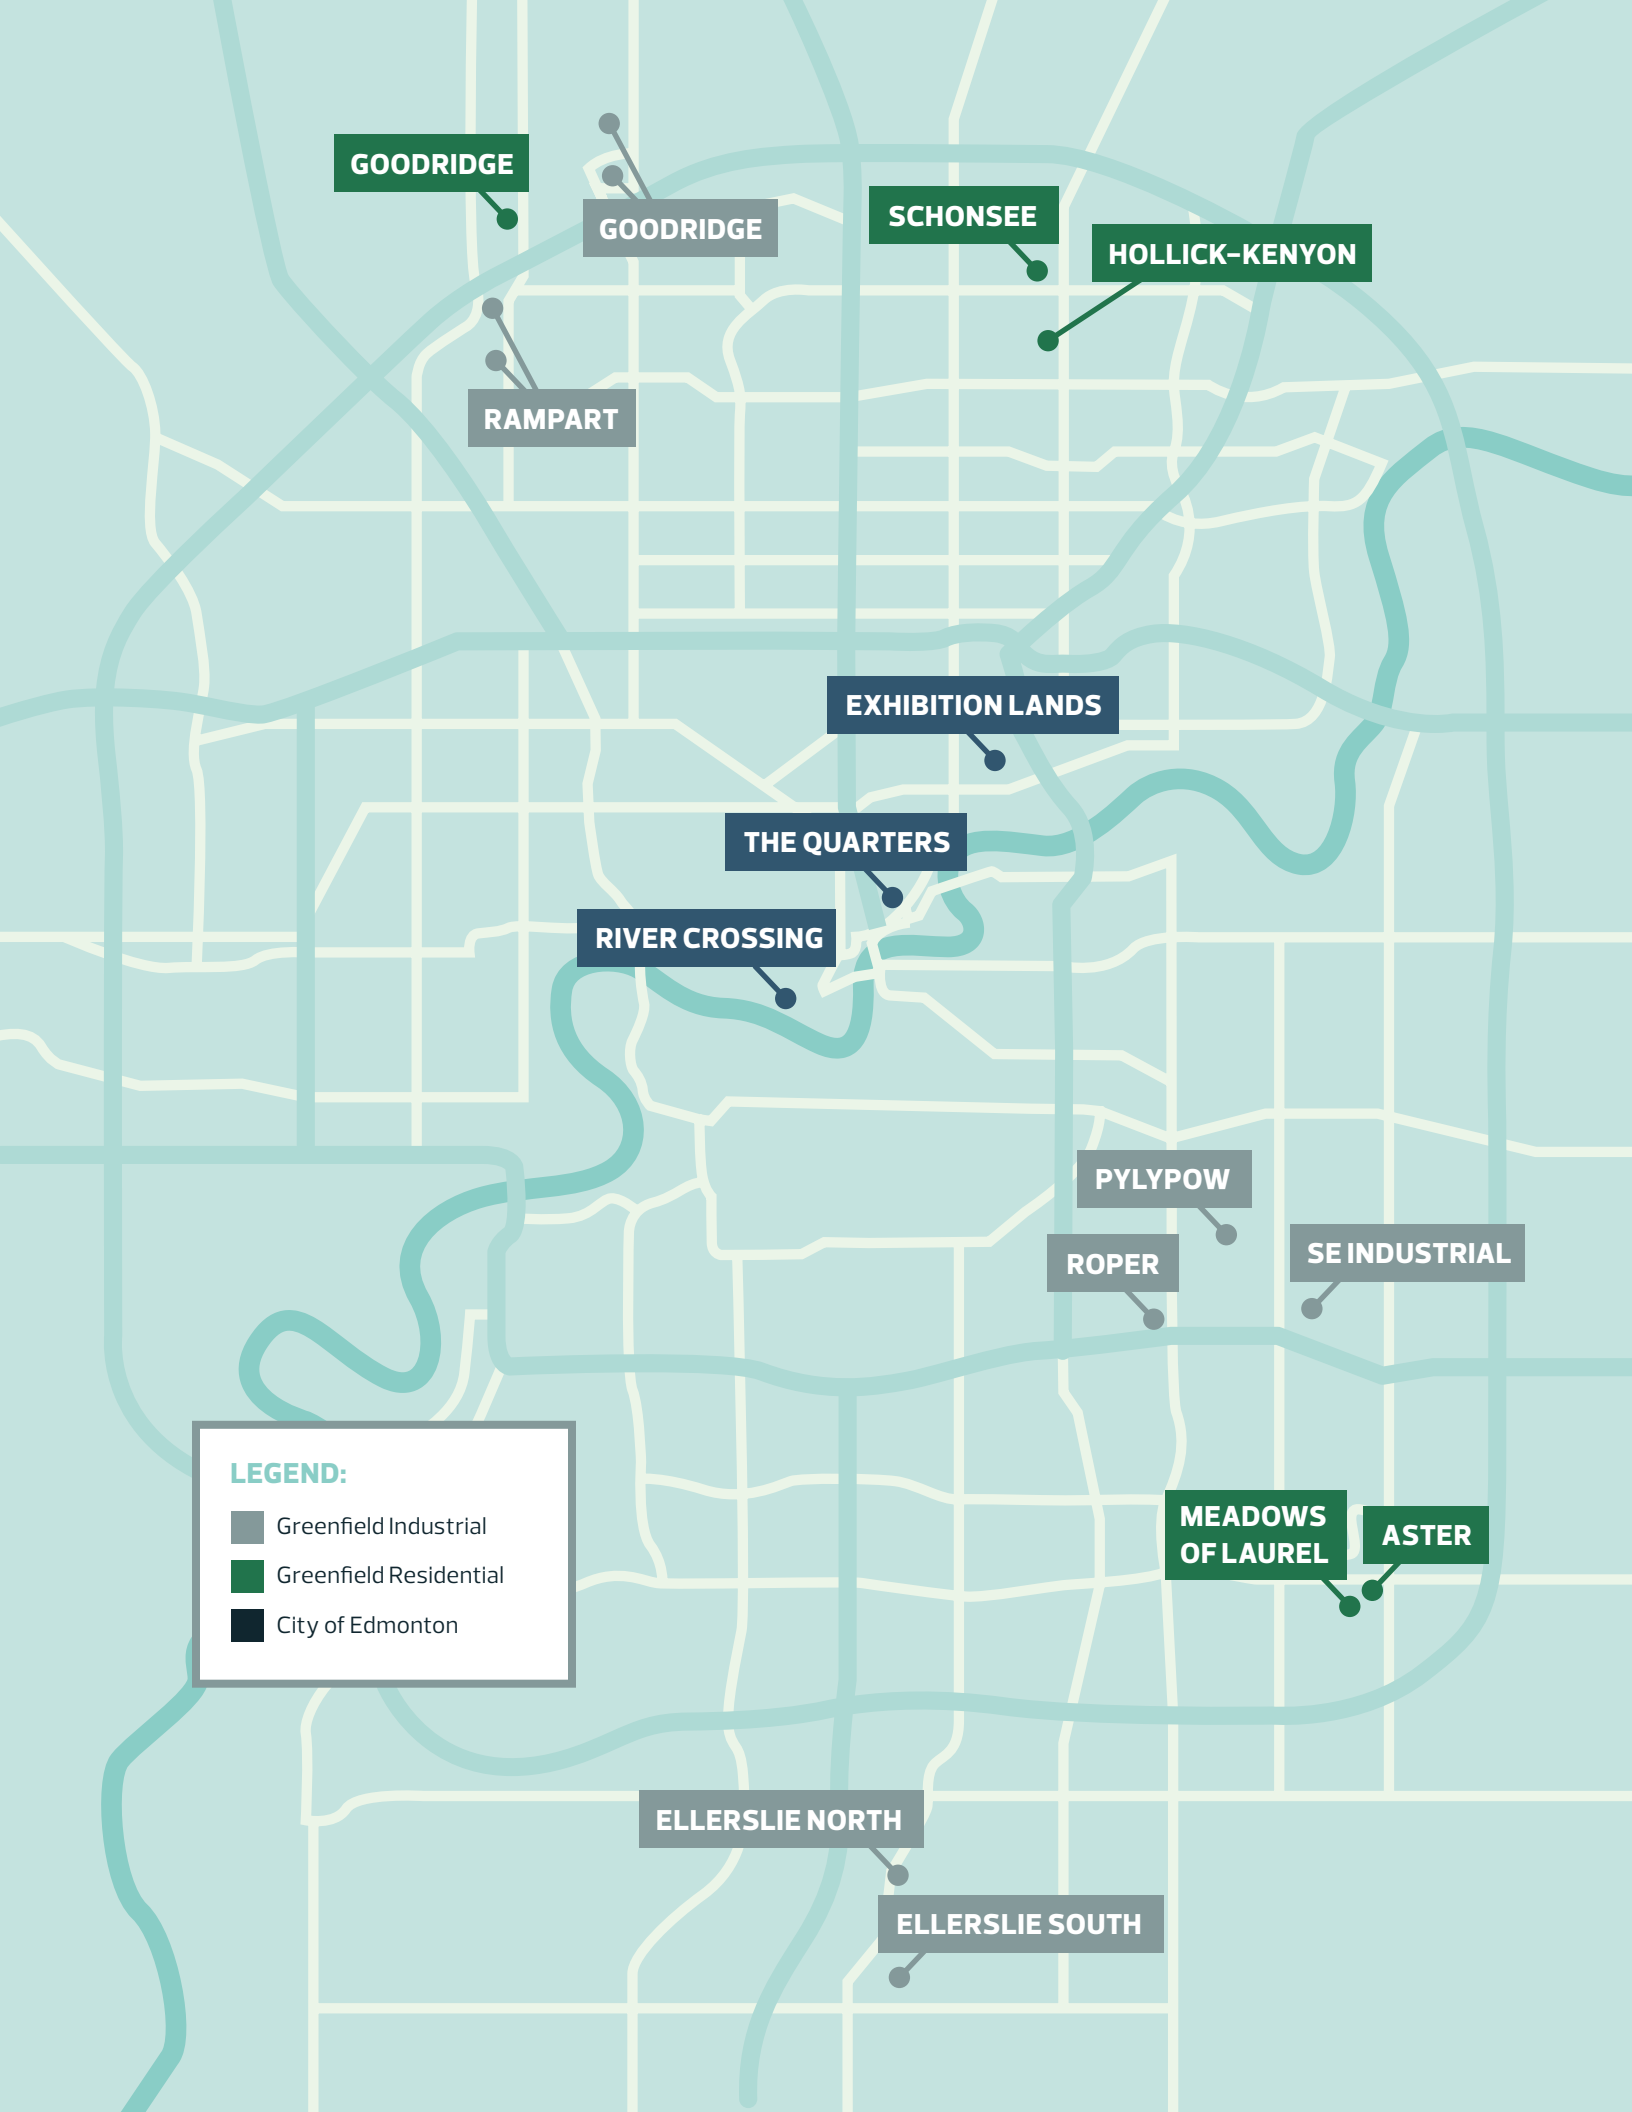 GOODRIDGE
GOODRIDGE
SCHONSEE
HOLLICK–KENYON
RAMPART
EXHIBITION LANDS
THE QUARTERS
RIVER CROSSING
PYLYPOW
ROPER
SE INDUSTRIAL
LEGEND:
Greenfield Industrial
Greenfield Residential
City of Edmonton
MEADOWS
OF LAUREL
ASTER
ELLERSLIE NORTH
ELLERSLIE SOUTH